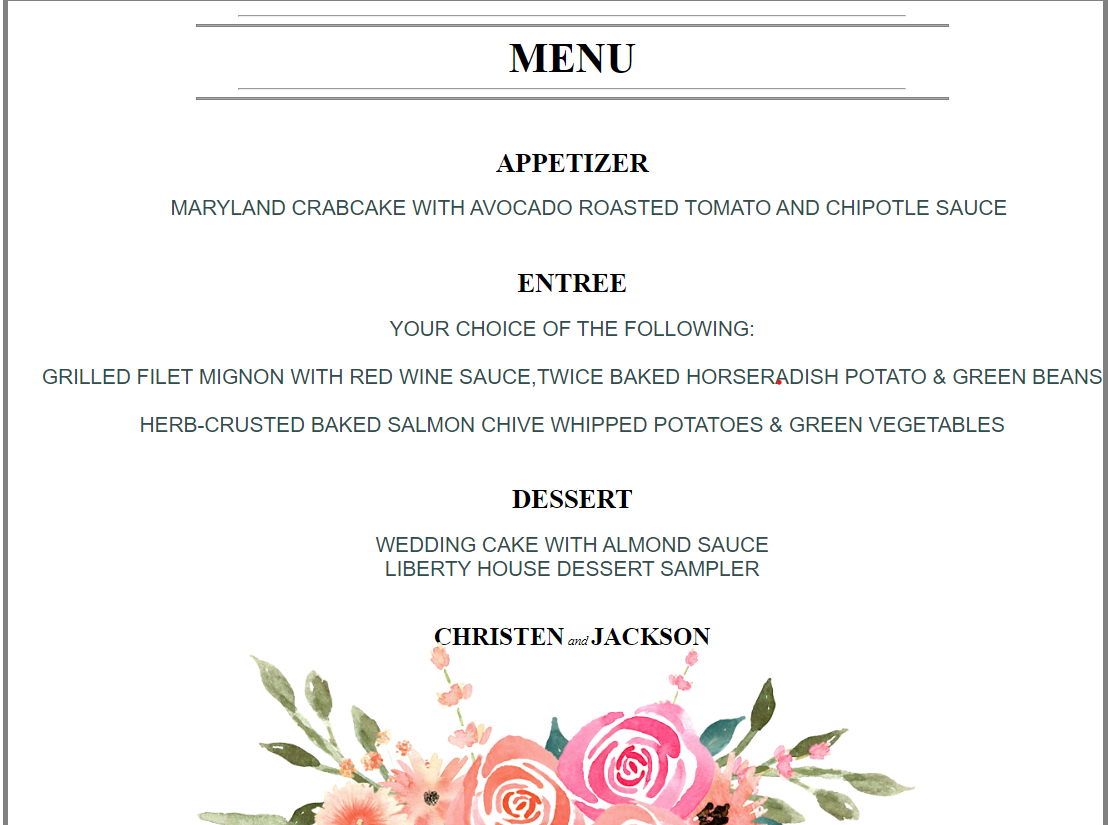 MENU
APPETIZER
MARYLAND CRABCAKE WITH AVOCADO ROASTED TOMATO AND CHIPOTLE SAUCE
ENTREE
YOUR CHOICE OF THE FOLLOWING:
GRILLED FILET MIGNON WITH RED WINE SAUCE,TWICE BAKED HORSERADISH POTATO & GREEN BEANS
HERB-CRUSTED BAKED SALMON CHIVE WHIPPED POTATOES & GREEN VEGETABLES
DESSERT
WEDDING CAKE WITH ALMOND SAUCE
LIBERTY HOUSE DESSERT SAMPLER
CHRISTEN and JACKSON